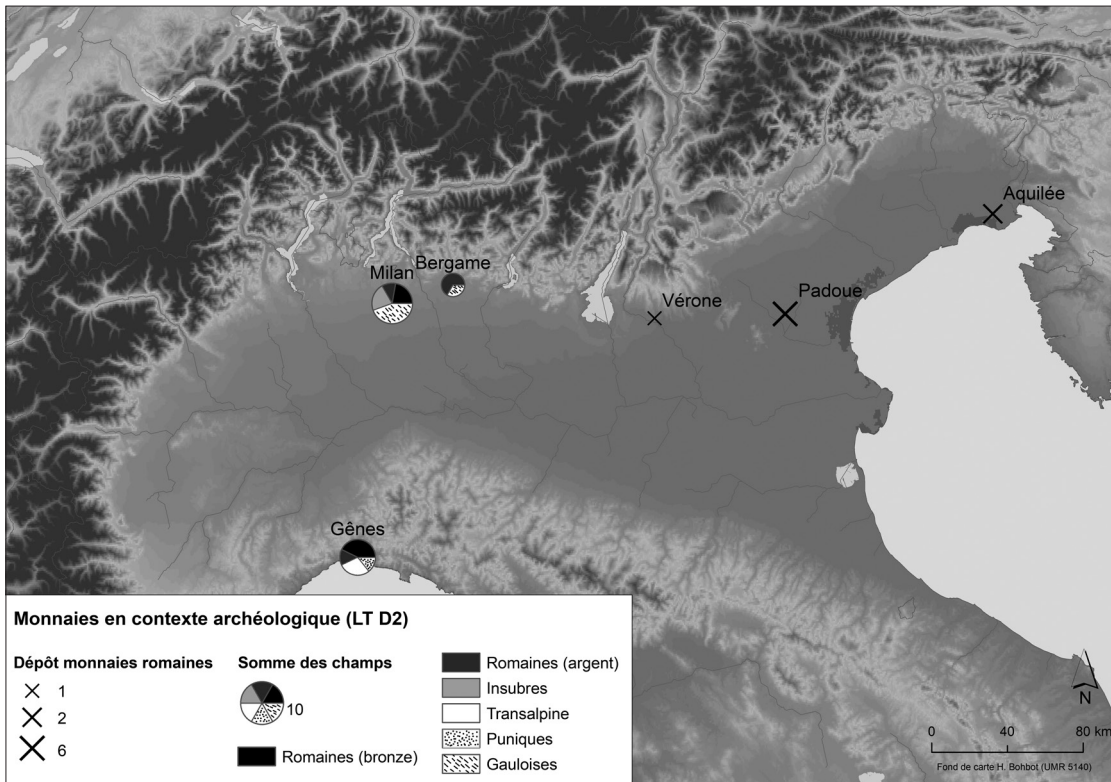 Aquilée
Bergame
Milan
Vérone
Padoue
Gênes
Monnaies en contexte archéologique (LT D2)
Dépôt monnaies romaines
1
2
6
Somme des champs
10
Romaines (bronze)
Romaines (argent)
Insubres
Transalpine
Puniques
Gauloises
N
0 40 80 km
Fond de carte H. Bohbot (UMR 5140)